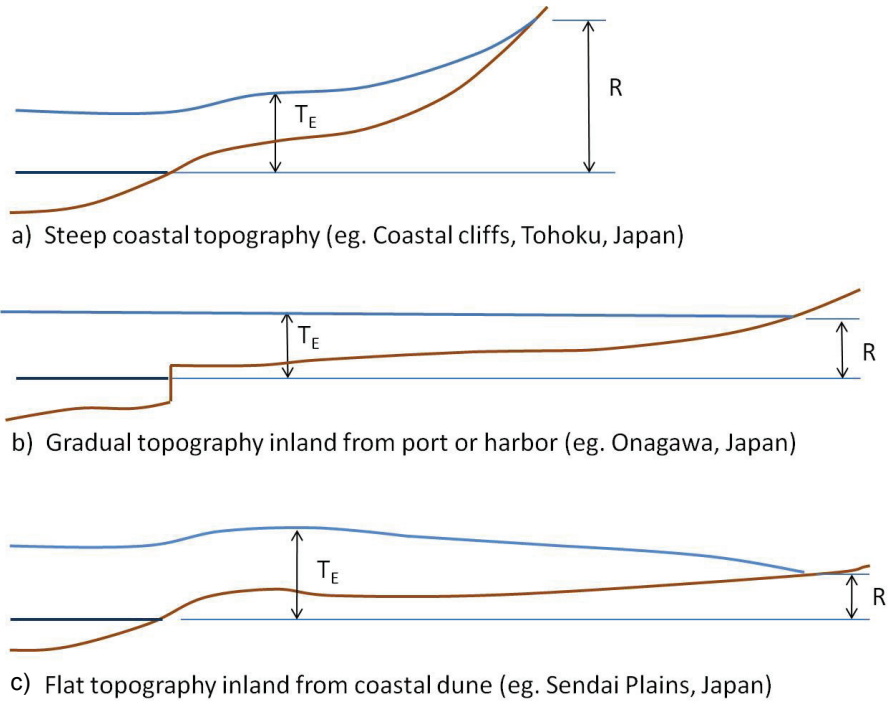 R
T_E
a) Steep coastal topography (eg. Coastal cliffs, Tohoku, Japan)
T_E
R
b) Gradual topography inland from port or harbor (eg. Onagawa, Japan)
T_E
R
c) Flat topography inland from coastal dune (eg. Sendai Plains, Japan)